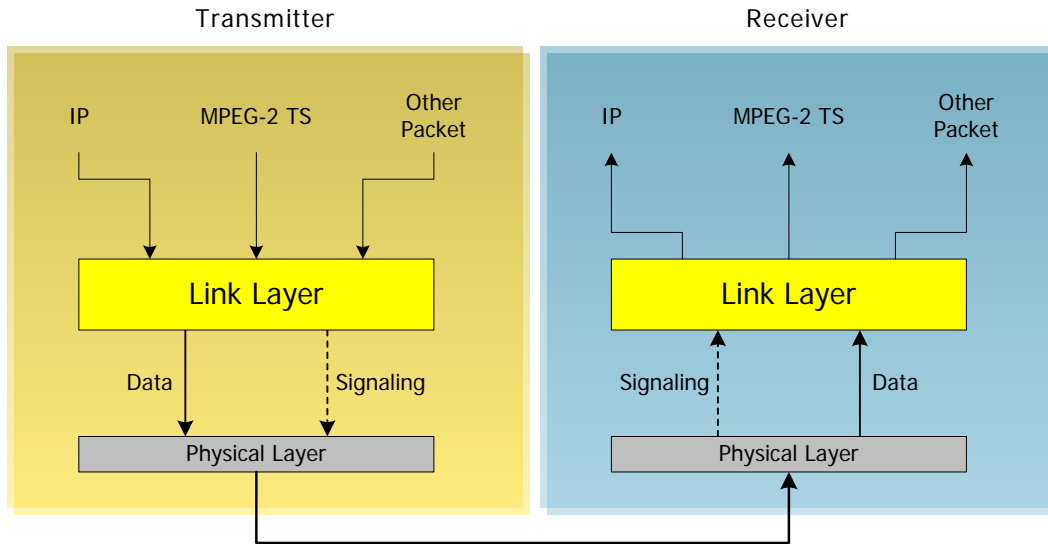 Transmitter
Receiver
IP
MPEG-2 TS
Other
Packet
Link Layer
Data
Signaling
Physical Layer
IP
MPEG-2 TS
Other
Packet
Link Layer
Signaling
Data
Physical Layer